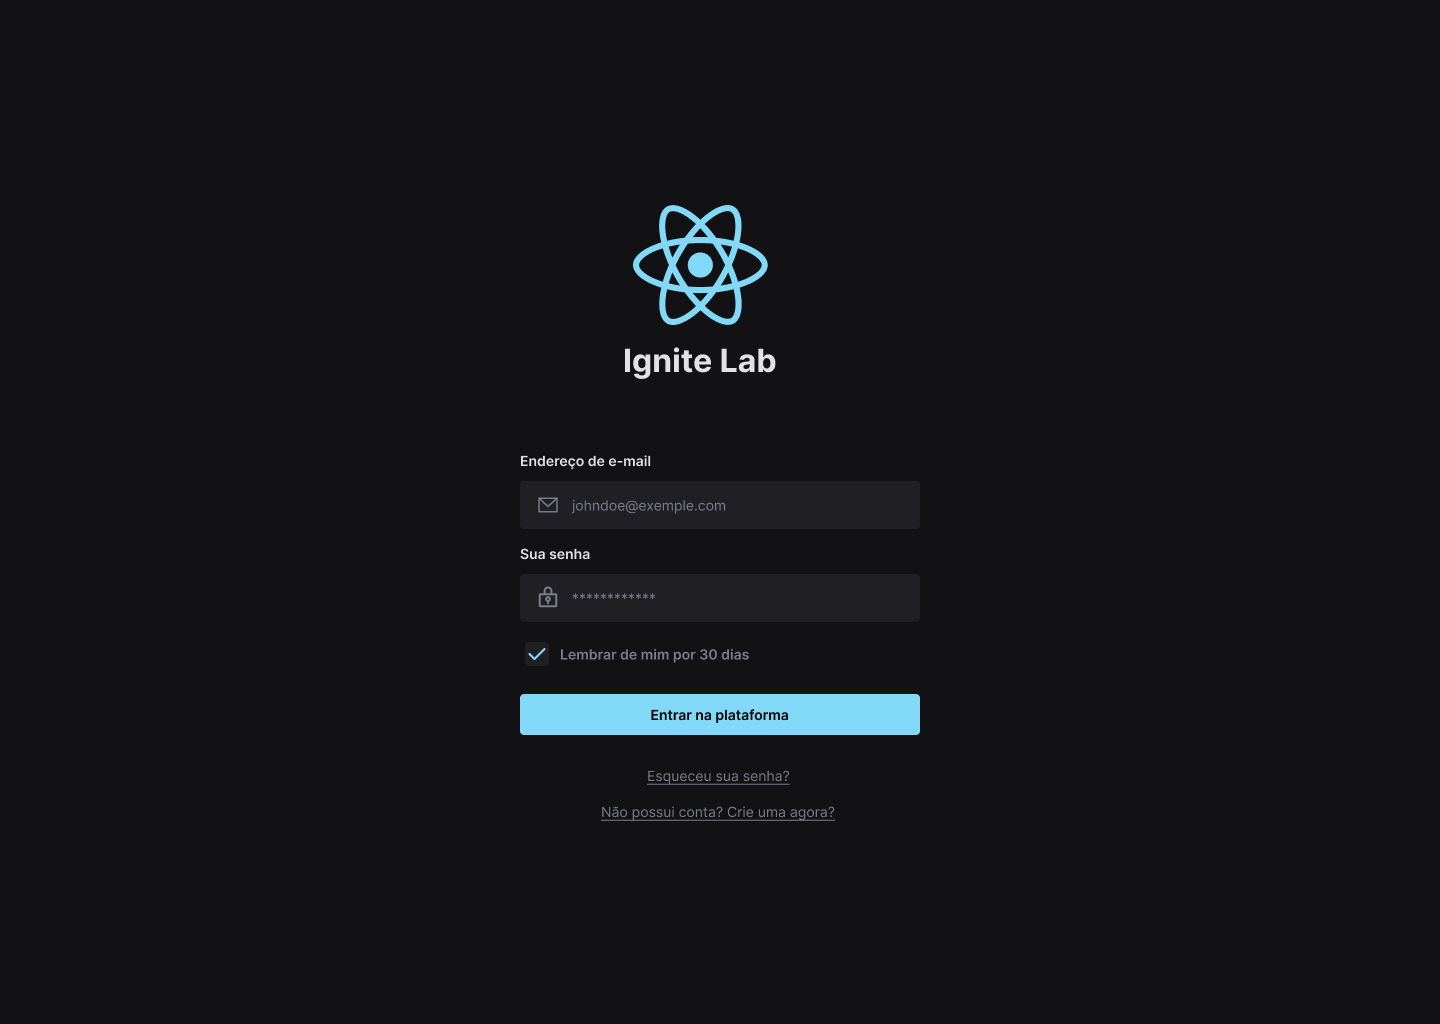 Ignite Lab
Endereço de e-mail
johndoe@exemple.com
Sua senha
************
Lembrar de mim por 30 dias
Entrar na plataforma
Esqueceu sua senha?
Não possui conta? Crie uma agora?